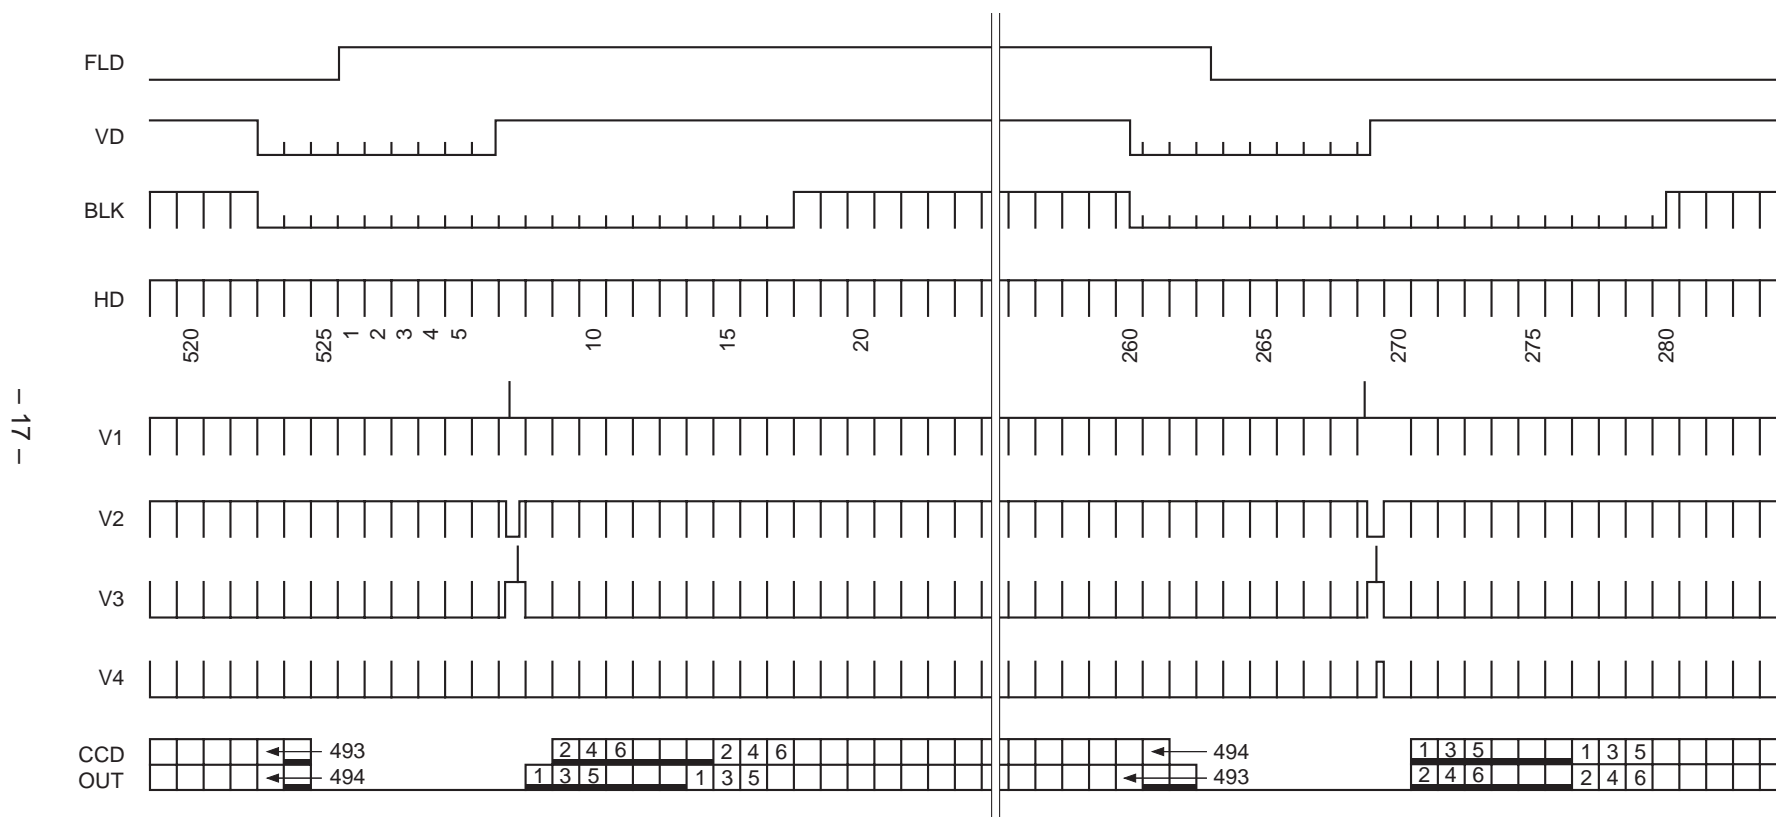 FLD
VD
BLK
HD
520 525 1 2 3 4 5 10 15 20 260 265 270 275 280
– 17 –
V1
V2
V3
V4
CCD
OUT
493 2 4 6 2 4 6 494 1 3 5 1 3 5
494 1 3 5 1 3 5 493 2 4 6 2 4 6